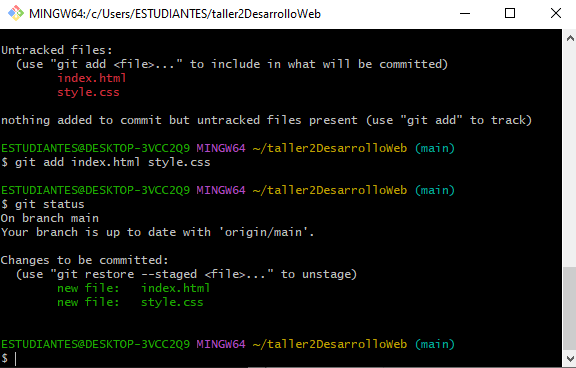 MINGW64:/c/Users/ESTUDIANTES/taller2DesarrolloWeb
Untracked files:
  (use "git add <file>..." to include in what will be committed)
        index.html
        style.css
nothing added to commit but untracked files present (use "git add" to track)
ESTUDIANTES@DESKTOP-3VCC2Q9 MINGW64 ~/taller2DesarrolloWeb (main)
$ git add index.html style.css
ESTUDIANTES@DESKTOP-3VCC2Q9 MINGW64 ~/taller2DesarrolloWeb (main)
$ git status
On branch main
Your branch is up to date with 'origin/main'.
Changes to be committed:
  (use "git restore --staged <file>..." to unstage)
        new file:   index.html
        new file:   style.css
ESTUDIANTES@DESKTOP-3VCC2Q9 MINGW64 ~/taller2DesarrolloWeb (main)
$